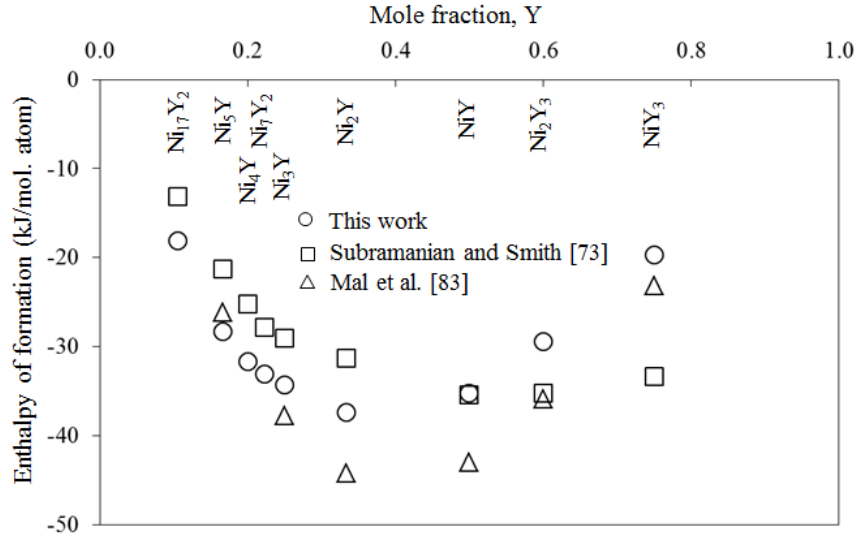 Mole fraction, Y
0.0 0.2 0.4 0.6 0.8 1.0
Enthalpy of formation (kJ/mol. atom)
0
-10
-20
-30
-40
-50
Ni₁₇Y₂
Ni₅Y
Ni₄Y
Ni₇Y₂
Ni₃Y
Ni₂Y
NiY
Ni₂Y₃
NiY₃
This work
Subramanian and Smith [73]
Mal et al. [83]